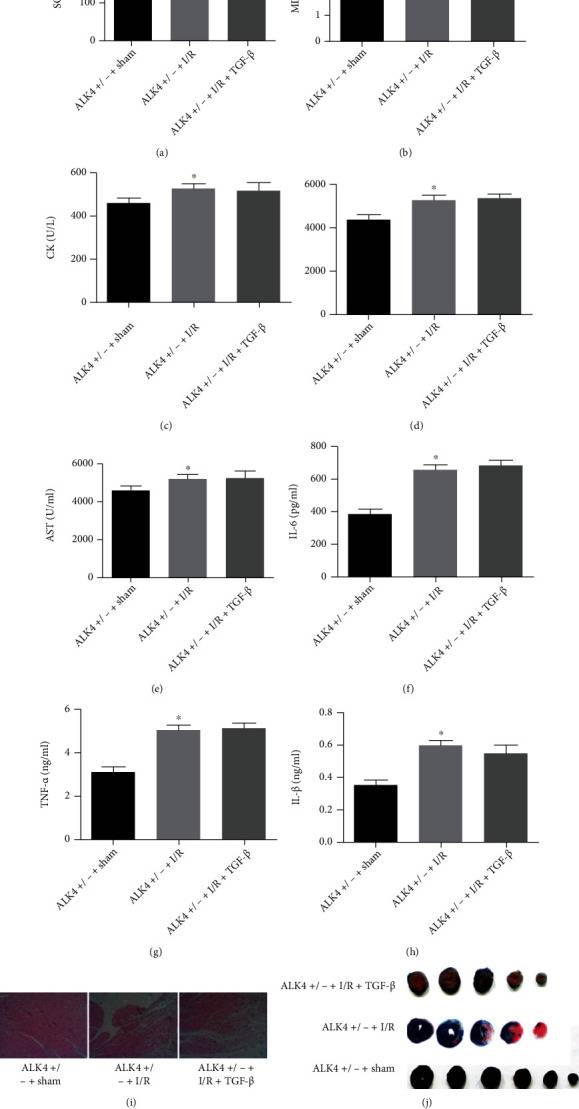 100
0
ALK4 +/ − + sham
ALK4 +/ − + I/R
ALK4 +/ − + I/R + TGF-β
(a)
1
0
ALK4 +/ − + sham
ALK4 +/ − + I/R
ALK4 +/ − + I/R + TGF-β
(b)
CK (U/L)
600
400
200
0
*
ALK4 +/ − + sham
ALK4 +/ − + I/R
ALK4 +/ − + I/R + TGF-β
(c)
6000
4000
2000
0
*
ALK4 +/ − + sham
ALK4 +/ − + I/R
ALK4 +/ − + I/R + TGF-β
(d)
AST (U/ml)
6000
4000
2000
0
*
ALK4 +/ − + sham
ALK4 +/ − + I/R
ALK4 +/ − + I/R + TGF-β
(e)
IL-6 (pg/ml)
800
600
400
200
0
*
ALK4 +/ − + sham
ALK4 +/ − + I/R
ALK4 +/ − + I/R + TGF-β
(f)
TNF-α (ng/ml)
6
4
2
0
*
ALK4 +/ − + sham
ALK4 +/ − + I/R
ALK4 +/ − + I/R + TGF-β
(g)
IL-β (ng/ml)
0.8
0.6
0.4
0.2
0.0
*
ALK4 +/ − + sham
ALK4 +/ − + I/R
ALK4 +/ − + I/R + TGF-β
(h)
ALK4 +/
− + sham
ALK4 +/
− + I/R
ALK4 +/ − +
I/R + TGF-β
(i)
ALK4 +/ − + I/R + TGF-β
ALK4 +/ − + I/R
ALK4 +/ − + sham
(j)